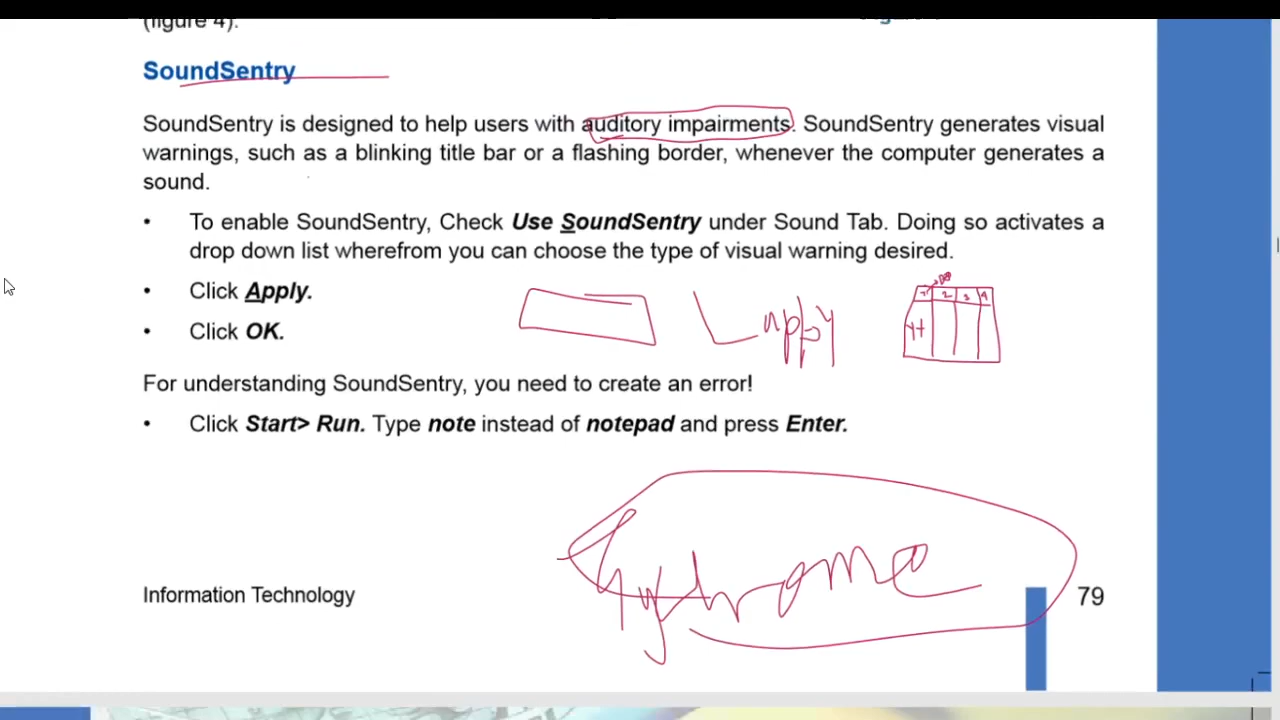 (figure 4).
SoundSentry
SoundSentry is designed to help users with auditory impairments. SoundSentry generates visual
warnings, such as a blinking title bar or a flashing border, whenever the computer generates a
sound.
• To enable SoundSentry, Check Use SoundSentry under Sound Tab. Doing so activates a
drop down list wherefrom you can choose the type of visual warning desired.
• Click Apply.
• Click OK.
For understanding SoundSentry, you need to create an error!
• Click Start> Run. Type note instead of notepad and press Enter.
Information Technology
79